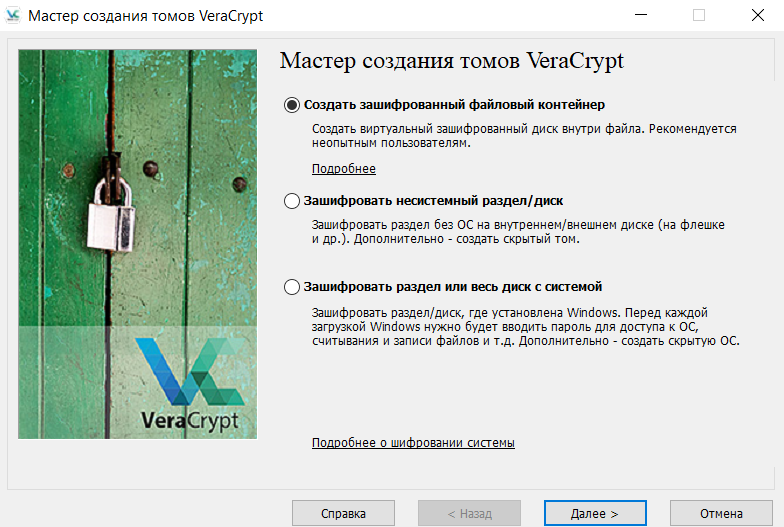 Мастер создания томов VeraCrypt
Мастер создания томов VeraCrypt
Создать зашифрованный файловый контейнер
Создать виртуальный зашифрованный диск внутри файла. Рекомендуется
неопытным пользователям.
Подробнее
Зашифровать несистемный раздел/диск
Зашифровать раздел без ОС на внутреннем/внешнем диске (на флешке
и др.). Дополнительно - создать скрытый том.
Зашифровать раздел или весь диск с системой
Зашифровать раздел/диск, где установлена Windows. Перед каждой
загрузкой Windows нужно будет вводить пароль для доступа к ОС,
считывания и записи файлов и т.д. Дополнительно - создать скрытую ОС.
VeraCrypt
Подробнее о шифровании системы
Справка
< Назад
Далее >
Отмена